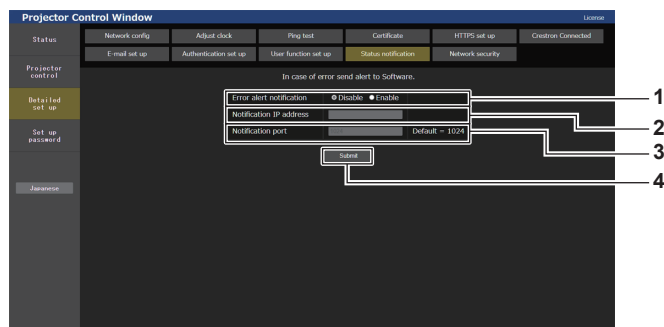 Projector Control Window
License
Status
Network config
Adjust clock
Ping test
Certificate
HTTPS set up
Crestron Connected
E-mail set up
Authentication set up
User function set up
Status notification
Network security
Projector
control
In case of error send alert to Software.
Detailed
set up
Error alert notification Disable Enable
1
Notification IP address
2
Notification port Default = 1024
3
Set up
password
Submit
4
Japanese